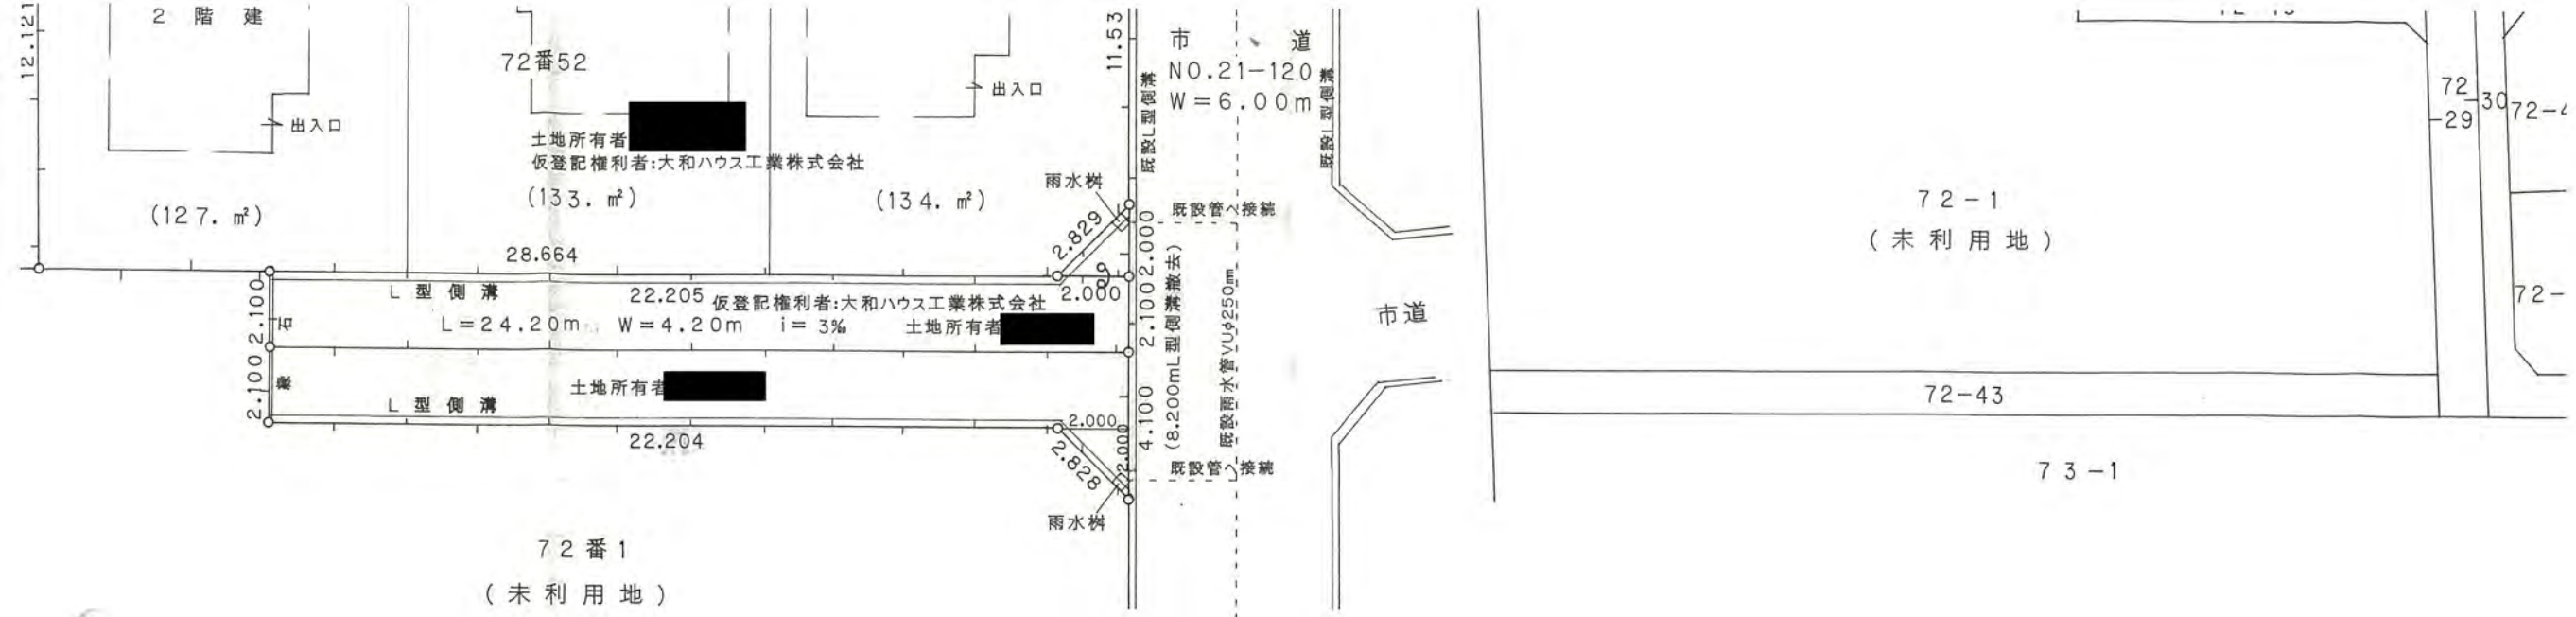 12.121
2 階 建
出入口
(127. ㎡)
72番52
土地所有者
仮登記権利者:大和ハウス工業株式会社
(133. ㎡)
出入口
(134. ㎡)
11.53
既設L型側溝
市 道
NO.21-120
W=6.00m
既設L型側溝
雨水桝
既設管へ接続
2.829
2.000
28.664
L 型 側 溝
22.205
仮登記権利者:大和ハウス工業株式会社
2.000
L=24.20m W=4.20m i= 3‰
土地所有者
2.100
2.100
石
2.100
土地所有者
L 型 側 溝
22.204
2.000
2.000
2.828
4.100
(8.200mL型側溝撤去)
既設雨水管VUφ250㎜
既設管へ接続
雨水桝
72番1
(未利用地)
市道
72-1
(未利用地)
72-43
73-1
72
-29
30
72-
72-